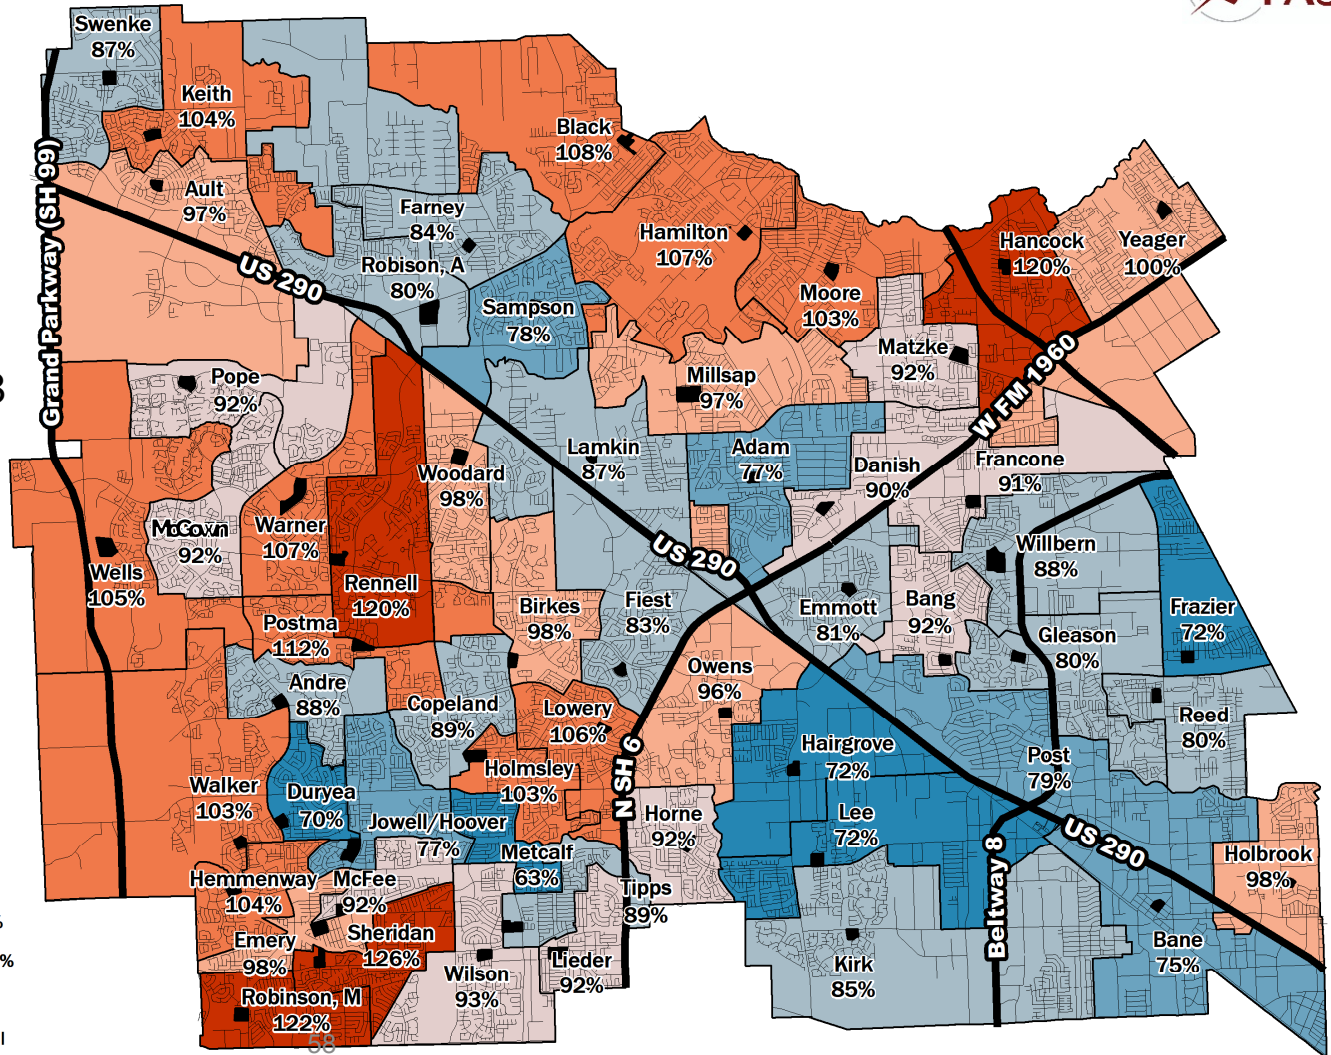 Swenke
87%
Keith
104%
Black
108%
Ault
97%
Farney
84%
Hamilton
107%
Hancock
120%
Yeager
100%
Grand Parkway (SH 99)
US 290
Robison, A
80%
Sampson
78%
Moore
103%
Matzke
92%
W FM 1960
Pope
92%
Millsap
97%
Woodard
98%
Lamkin
87%
Adam
77%
Danish
90%
Francone
91%
McCown
92%
Warner
107%
US 290
Willbern
88%
Wells
105%
Rennell
120%
Birkes
98%
Fiest
83%
Emmott
81%
Bang
92%
Frazier
72%
Postma
112%
Gleason
80%
Owens
96%
Andre
88%
Copeland
89%
Lowery
106%
Reed
80%
Hairgrove
72%
Post
79%
Walker
103%
Duryea
70%
Holmsley
103%
N SH 6
Horne
92%
Lee
72%
Jowell/Hoover
77%
US 290
Metcalf
63%
Holbrook
98%
Hemmenway
104%
McFee
92%
Tipps
89%
Beltway 8
Emery
98%
Sheridan
126%
Bane
75%
Wilson
93%
Lieder
92%
Kirk
85%
Robinson, M
122%
58